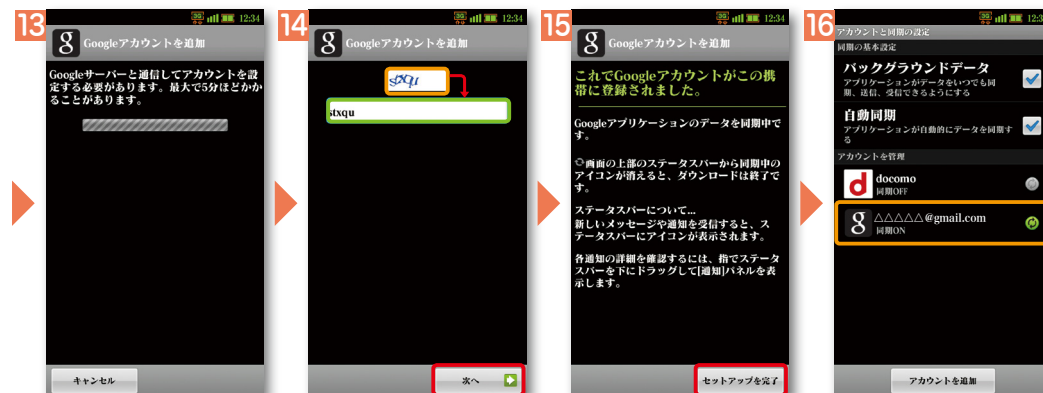 13
3G 12:34
g Googleアカウントを追加
Googleサーバーと通信してアカウントを設
定する必要があります。最大で5分ほどかか
ることがあります。
キャンセル
14
3G 12:34
g Googleアカウントを追加
stxqu
stxqu
次へ
15
3G 12:34
g Googleアカウントを追加
これでGoogleアカウントがこの携
帯に登録されました。
Googleアプリケーションのデータを同期中で
す。
画面の上部のステータスバーから同期中の
アイコンが消えると、ダウンロードは終了で
す。
ステータスバーについて...
新しいメッセージや通知を受信すると、ス
テータスバーにアイコンが表示されます。
各通知の詳細を確認するには、指でステータ
スバーを下にドラッグして[通知]パネルを表
示します。
セットアップを完了
16
3G 12:3
アカウントと同期の設定
同期の基本設定
バックグラウンドデータ
アプリケーションがデータをいつでも同
期、送信、受信できるようにする
自動同期
アプリケーションが自動的にデータを同期す
る
アカウントを管理
d docomo
同期OFF
g △△△△△@gmail.com
同期ON
アカウントを追加